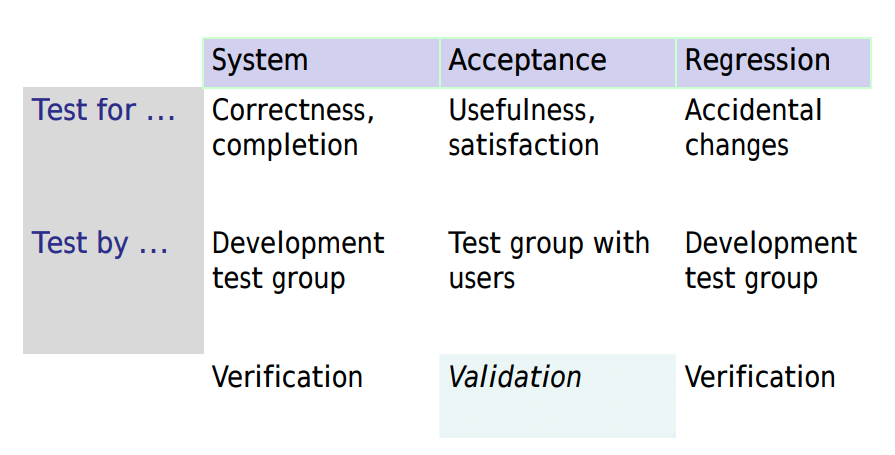 System Acceptance Regression
Test for ... Correctness, Usefulness, Accidental
completion satisfaction changes
Test by ... Development Test group with Development
test group users test group
Verification Validation Verification